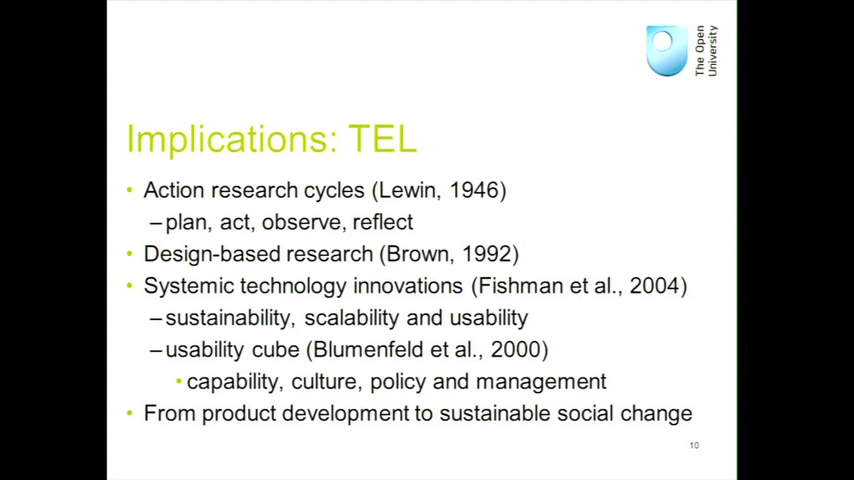 The Open
University
Implications: TEL
• Action research cycles (Lewin, 1946)
–plan, act, observe, reflect
• Design-based research (Brown, 1992)
• Systemic technology innovations (Fishman et al., 2004)
–sustainability, scalability and usability
–usability cube (Blumenfeld et al., 2000)
•capability, culture, policy and management
• From product development to sustainable social change
10